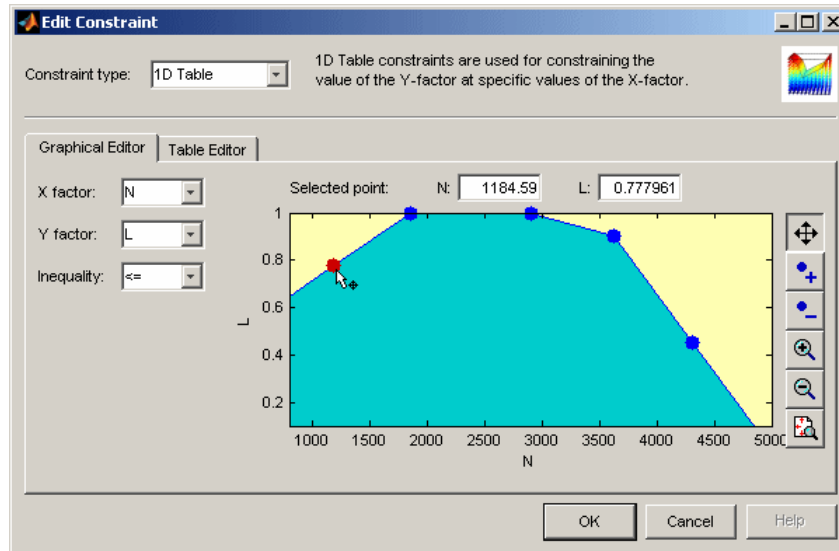 Edit Constraint
Constraint type: 1D Table
1D Table constraints are used for constraining the
value of the Y-factor at specific values of the X-factor.
Graphical Editor Table Editor
X factor: N
Y factor: L
Inequality: <=
Selected point: N: 1184.59 L: 0.777961
1
0.8
0.6
0.4
0.2
L
1000 1500 2000 2500 3000 3500 4000 4500 5000
N
OK Cancel Help